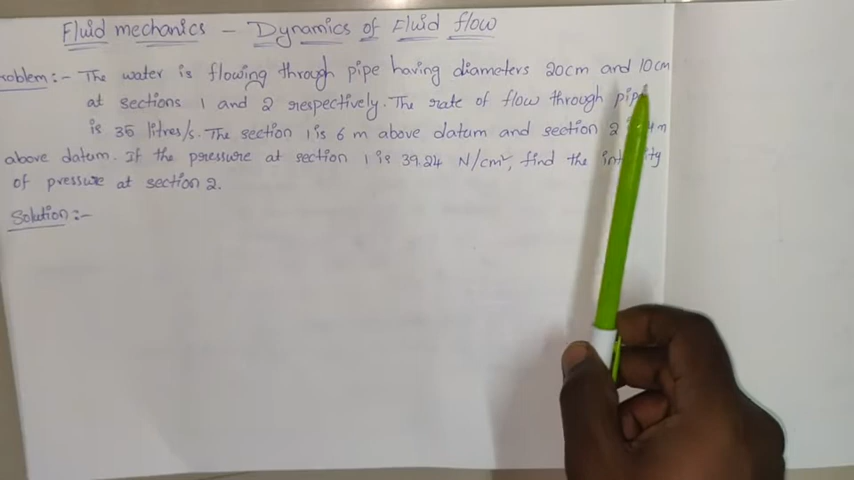 Fluid mechanics - Dynamics of Fluid flow
roblem:- The water is flowing through pipe having diameters 20cm and 10cm
at sections 1 and 2 respectively. The rate of flow through
is 35 litres/s. The section 1 is 6 m above datum and section 2 4m
above datum. If the pressure at section 1 is 39.24 N/cm², find the
of pressure at section 2.
Solution:-